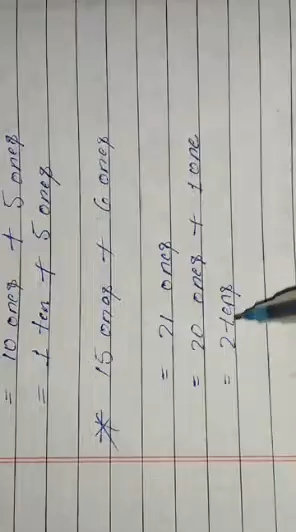 = 10 ones + 5 ones
= 1 ten + 5 ones
* 15 ones + 6 ones
= 21 ones
= 20 ones + 1 one
= 2 tens